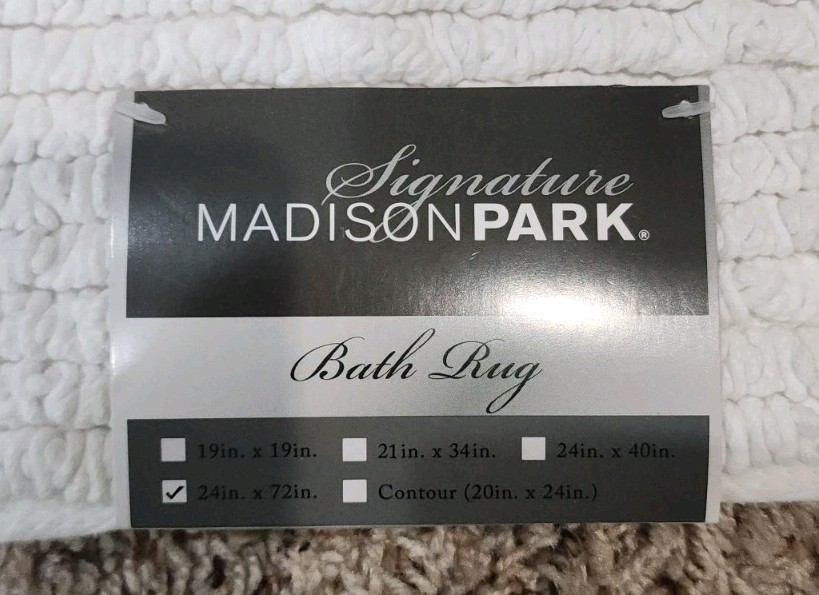 Signature
MADISONPARK®
Bath Rug
19in. x 19in. 21in. x 34in. 24in. x 40in.
24in. x 72in. Contour (20in. x 24in.)